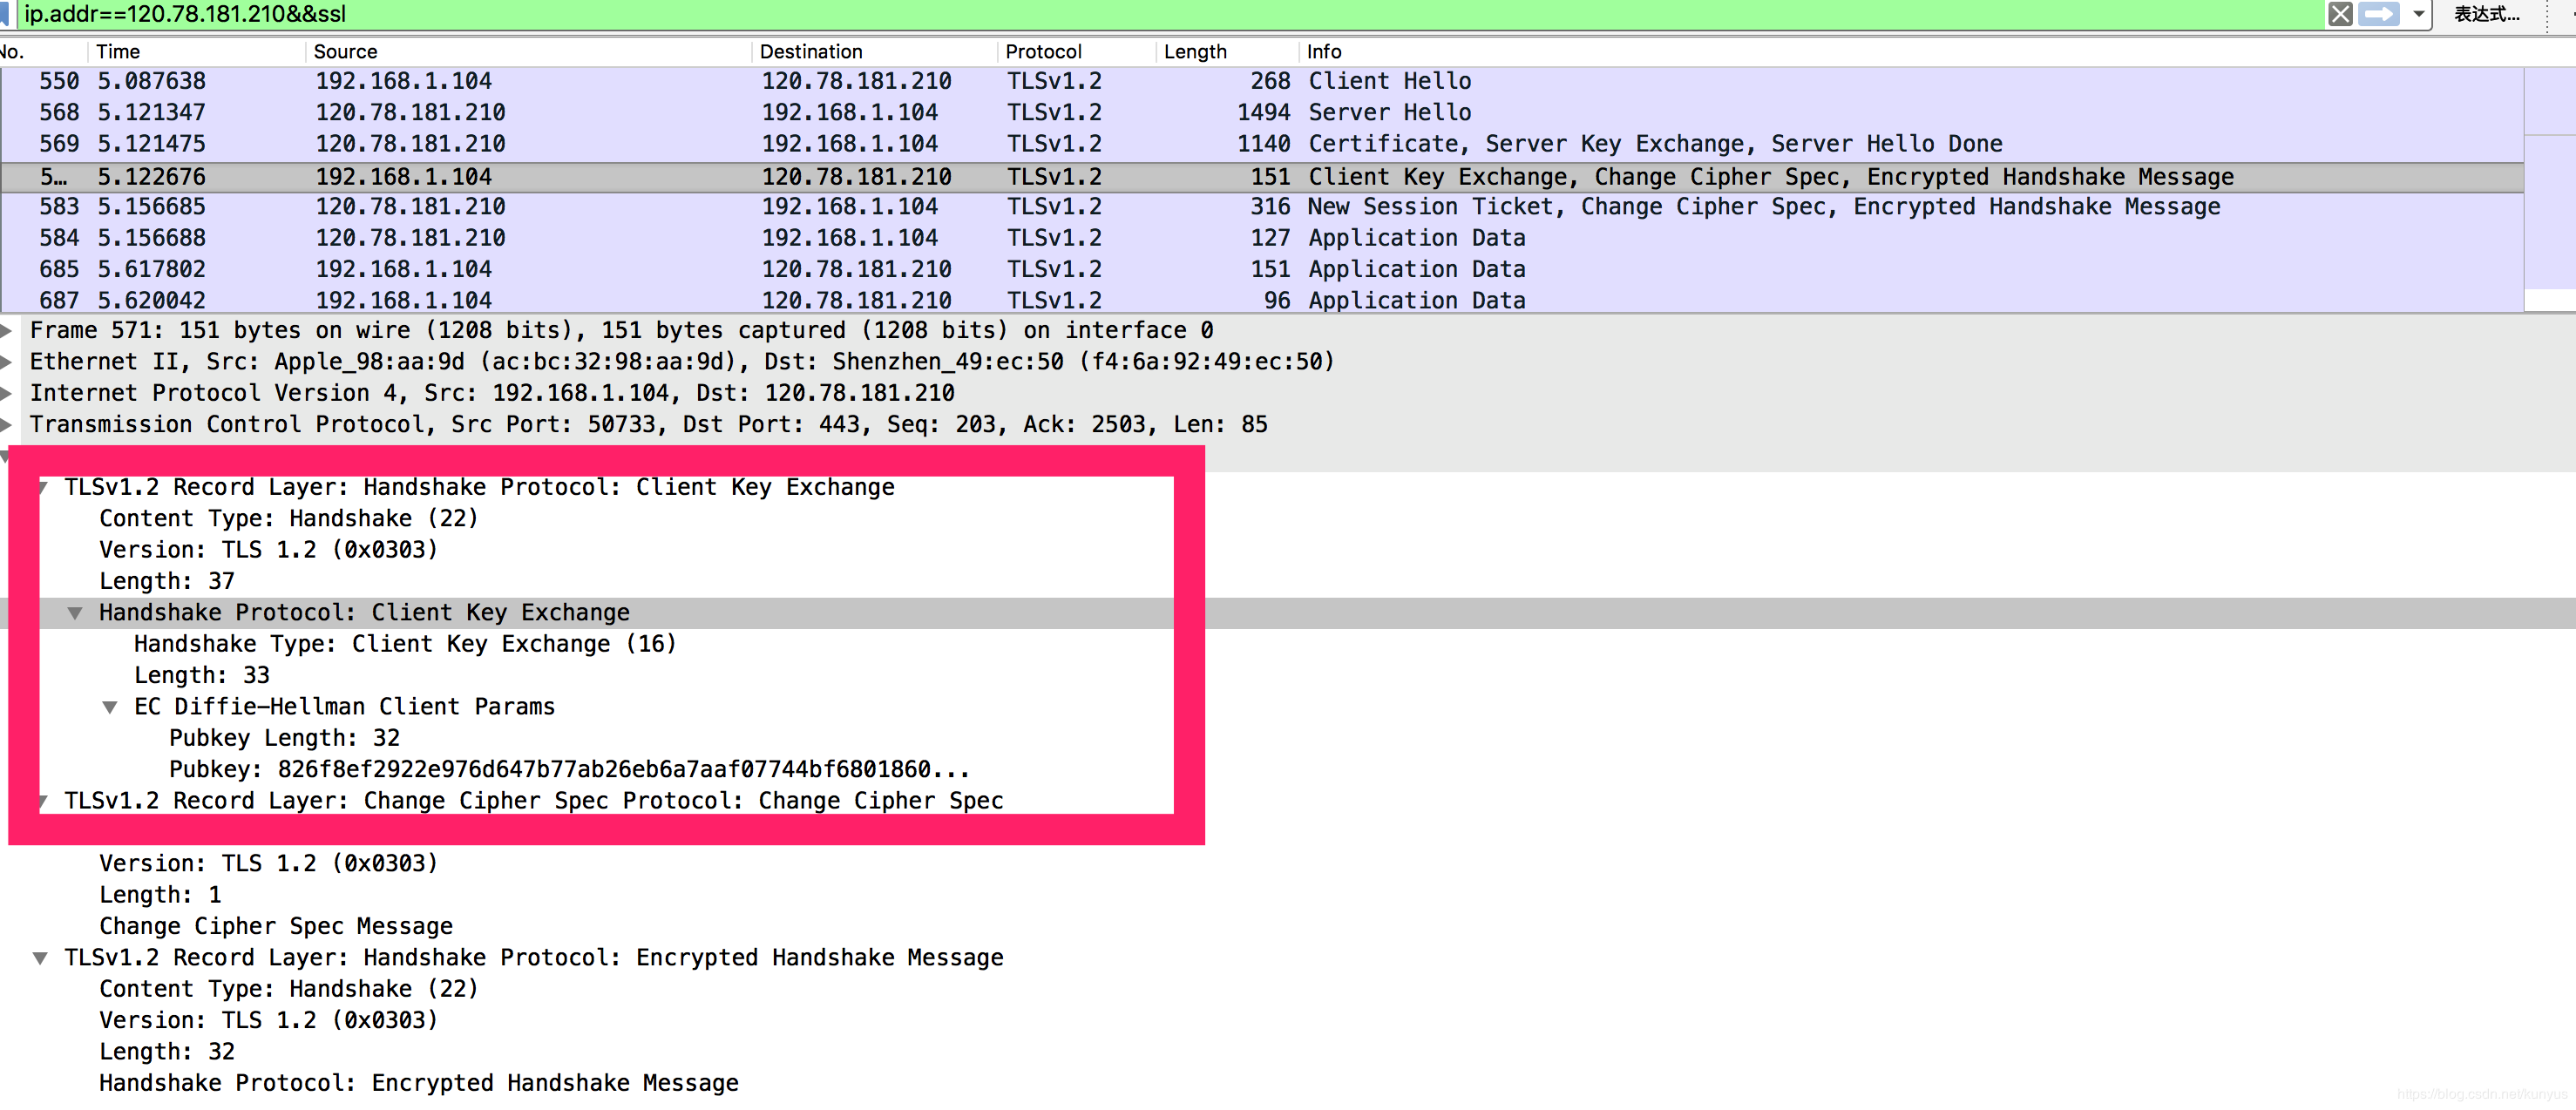 ip.addr==120.78.181.210&&ssl 表达式...
No. Time Source Destination Protocol Length Info
550 5.087638 192.168.1.104 120.78.181.210 TLSv1.2 268 Client Hello
568 5.121347 120.78.181.210 192.168.1.104 TLSv1.2 1494 Server Hello
569 5.121475 120.78.181.210 192.168.1.104 TLSv1.2 1140 Certificate, Server Key Exchange, Server Hello Done
5… 5.122676 192.168.1.104 120.78.181.210 TLSv1.2 151 Client Key Exchange, Change Cipher Spec, Encrypted Handshake Message
583 5.156685 120.78.181.210 192.168.1.104 TLSv1.2 316 New Session Ticket, Change Cipher Spec, Encrypted Handshake Message
584 5.156688 120.78.181.210 192.168.1.104 TLSv1.2 127 Application Data
685 5.617802 192.168.1.104 120.78.181.210 TLSv1.2 151 Application Data
687 5.620042 192.168.1.104 120.78.181.210 TLSv1.2 96 Application Data
Frame 571: 151 bytes on wire (1208 bits), 151 bytes captured (1208 bits) on interface 0
Ethernet II, Src: Apple_98:aa:9d (ac:bc:32:98:aa:9d), Dst: Shenzhen_49:ec:50 (f4:6a:92:49:ec:50)
Internet Protocol Version 4, Src: 192.168.1.104, Dst: 120.78.181.210
Transmission Control Protocol, Src Port: 50733, Dst Port: 443, Seq: 203, Ack: 2503, Len: 85
TLSv1.2 Record Layer: Handshake Protocol: Client Key Exchange
Content Type: Handshake (22)
Version: TLS 1.2 (0x0303)
Length: 37
Handshake Protocol: Client Key Exchange
Handshake Type: Client Key Exchange (16)
Length: 33
EC Diffie-Hellman Client Params
Pubkey Length: 32
Pubkey: 826f8ef2922e976d647b77ab26eb6a7aaf07744bf6801860...
TLSv1.2 Record Layer: Change Cipher Spec Protocol: Change Cipher Spec
Version: TLS 1.2 (0x0303)
Length: 1
Change Cipher Spec Message
TLSv1.2 Record Layer: Handshake Protocol: Encrypted Handshake Message
Content Type: Handshake (22)
Version: TLS 1.2 (0x0303)
Length: 32
Handshake Protocol: Encrypted Handshake Message
https://blog.csdn.net/kunyus